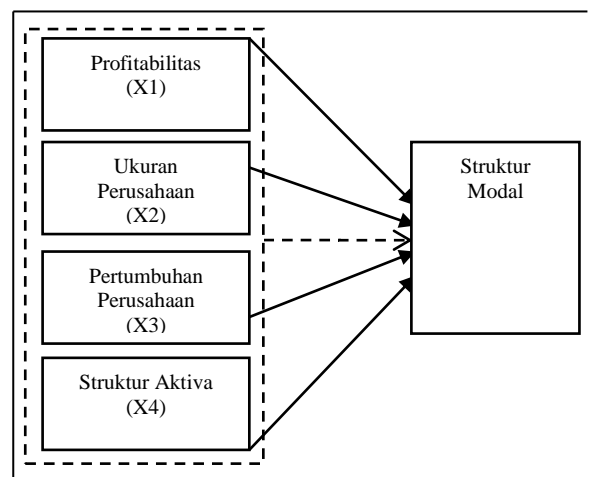 Profitabilitas
(X1)
Ukuran
Perusahaan
(X2)
Pertumbuhan
Perusahaan
(X3)
Struktur Aktiva
(X4)
Struktur
Modal